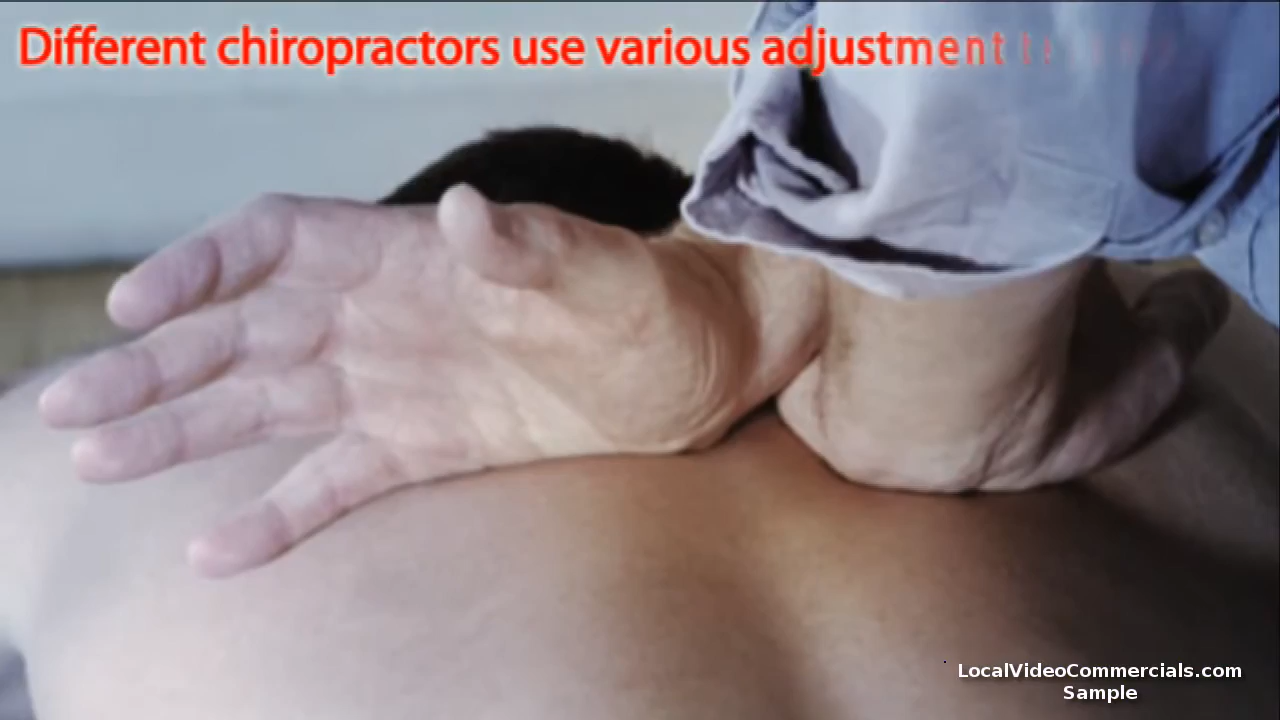 Different chiropractors use various adjustment
LocalVideoCommercials.com
Sample